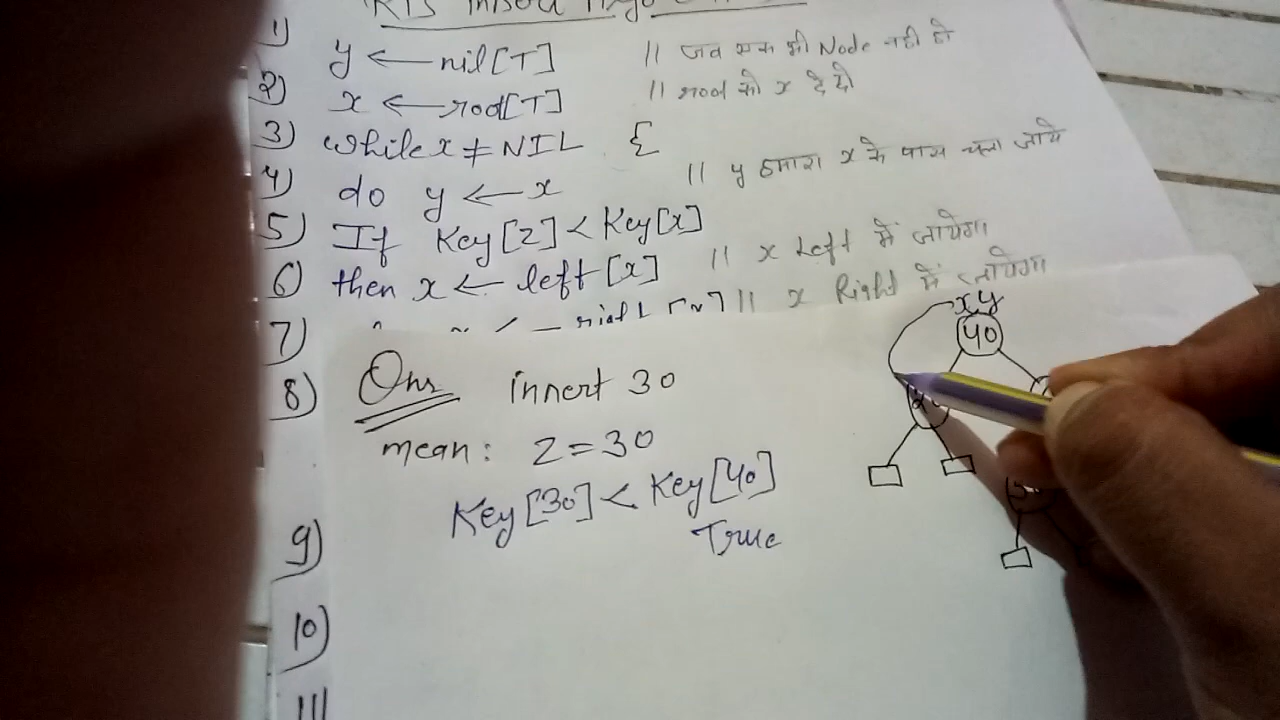 1)
y ← nil[T] // जब एक भी Node नही हो
2)
x ← root[T] // root को x दे दो
3) while x ≠ NIL {
4) do y ← x // y हमारा x के पास चला जाये
5) If Key[z] < Key[x]
6) then x ← left[x] // x Left में जायेगा
7) // x Right में जायेगा
8)
9)
10)
innert 30
mean: z = 30
Key[30] < Key[40]
True
x y
40